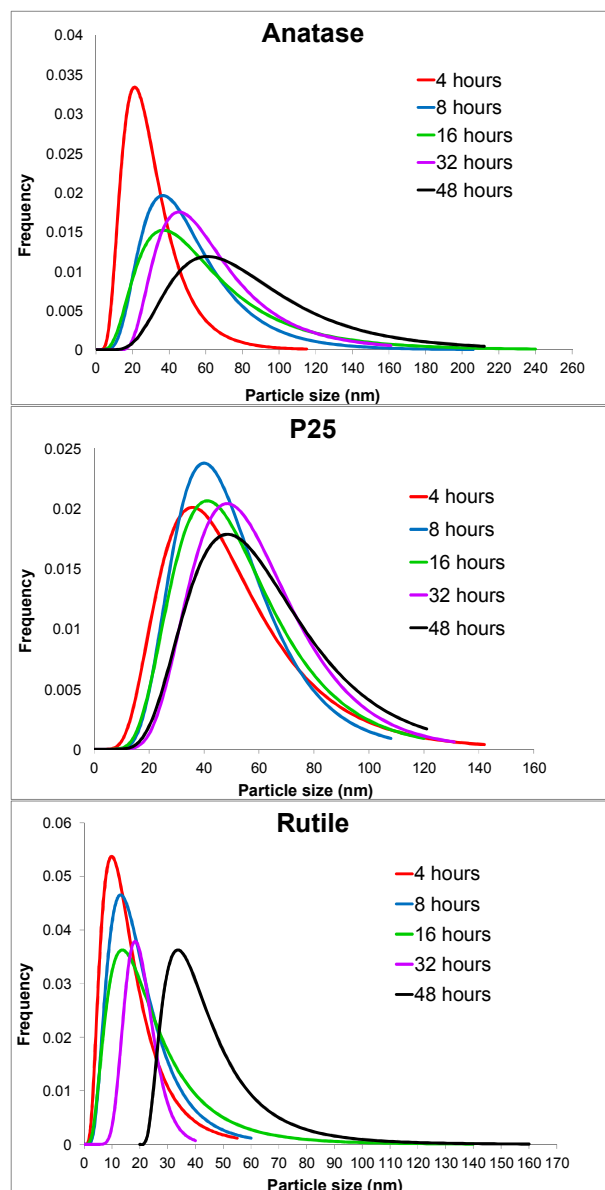 Anatase
0.04
0.035
0.03
0.025
0.02
0.015
0.01
0.005
0
Frequency
4 hours
8 hours
16 hours
32 hours
48 hours
0 20 40 60 80 100 120 140 160 180 200 220 240 260
Particle size (nm)
P25
0.025
0.02
0.015
0.01
0.005
0
Frequency
4 hours
8 hours
16 hours
32 hours
48 hours
0 20 40 60 80 100 120 140 160
Particle size (nm)
Rutile
0.06
0.05
0.04
0.03
0.02
0.01
0
Frequency
4 hours
8 hours
16 hours
32 hours
48 hours
0 10 20 30 40 50 60 70 80 90 100 110 120 130 140 150 160 170
Particle size (nm)